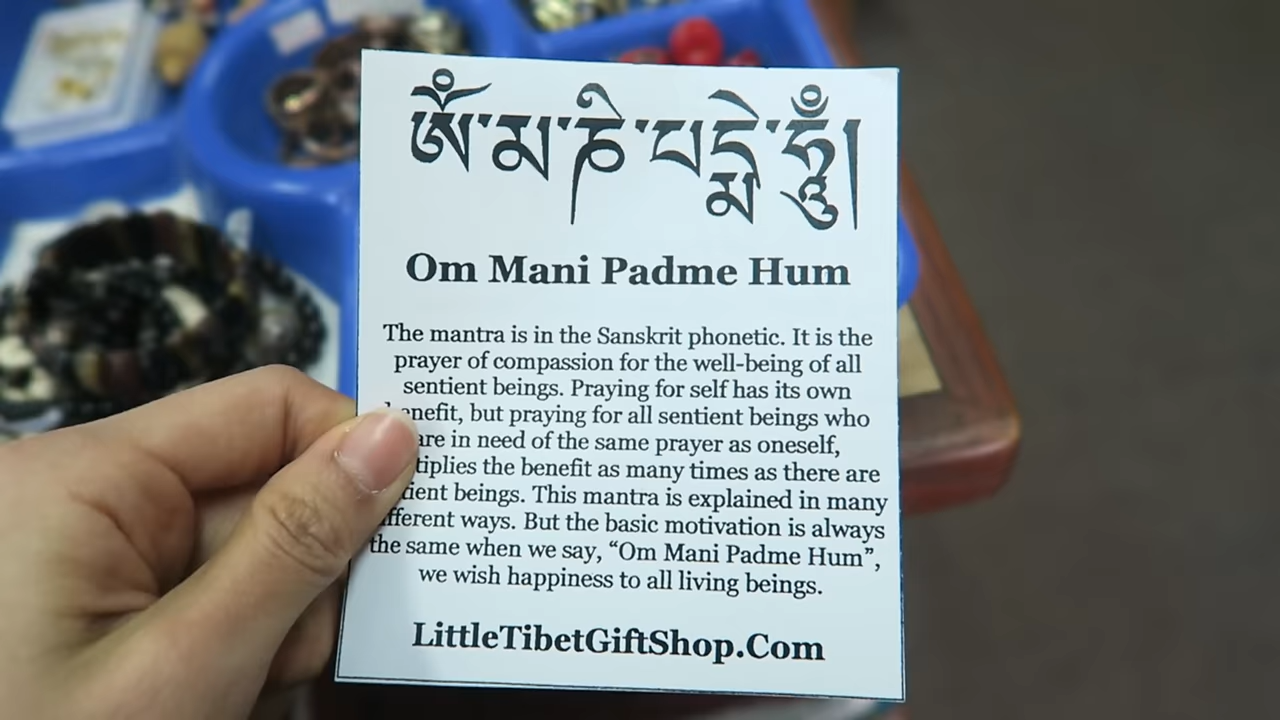 ༀ་མ་ཎི་པདྨེ་ཧཱུྃ།
Om Mani Padme Hum
The mantra is in the Sanskrit phonetic. It is the
prayer of compassion for the well-being of all
sentient beings. Praying for self has its own
but praying for all sentient beings who
are in need of the same prayer as oneself,
the benefit as many times as there are
beings. This mantra is explained in many
ways. But the basic motivation is always
the same when we say, “Om Mani Padme Hum”,
we wish happiness to all living beings.
LittleTibetGiftShop.Com